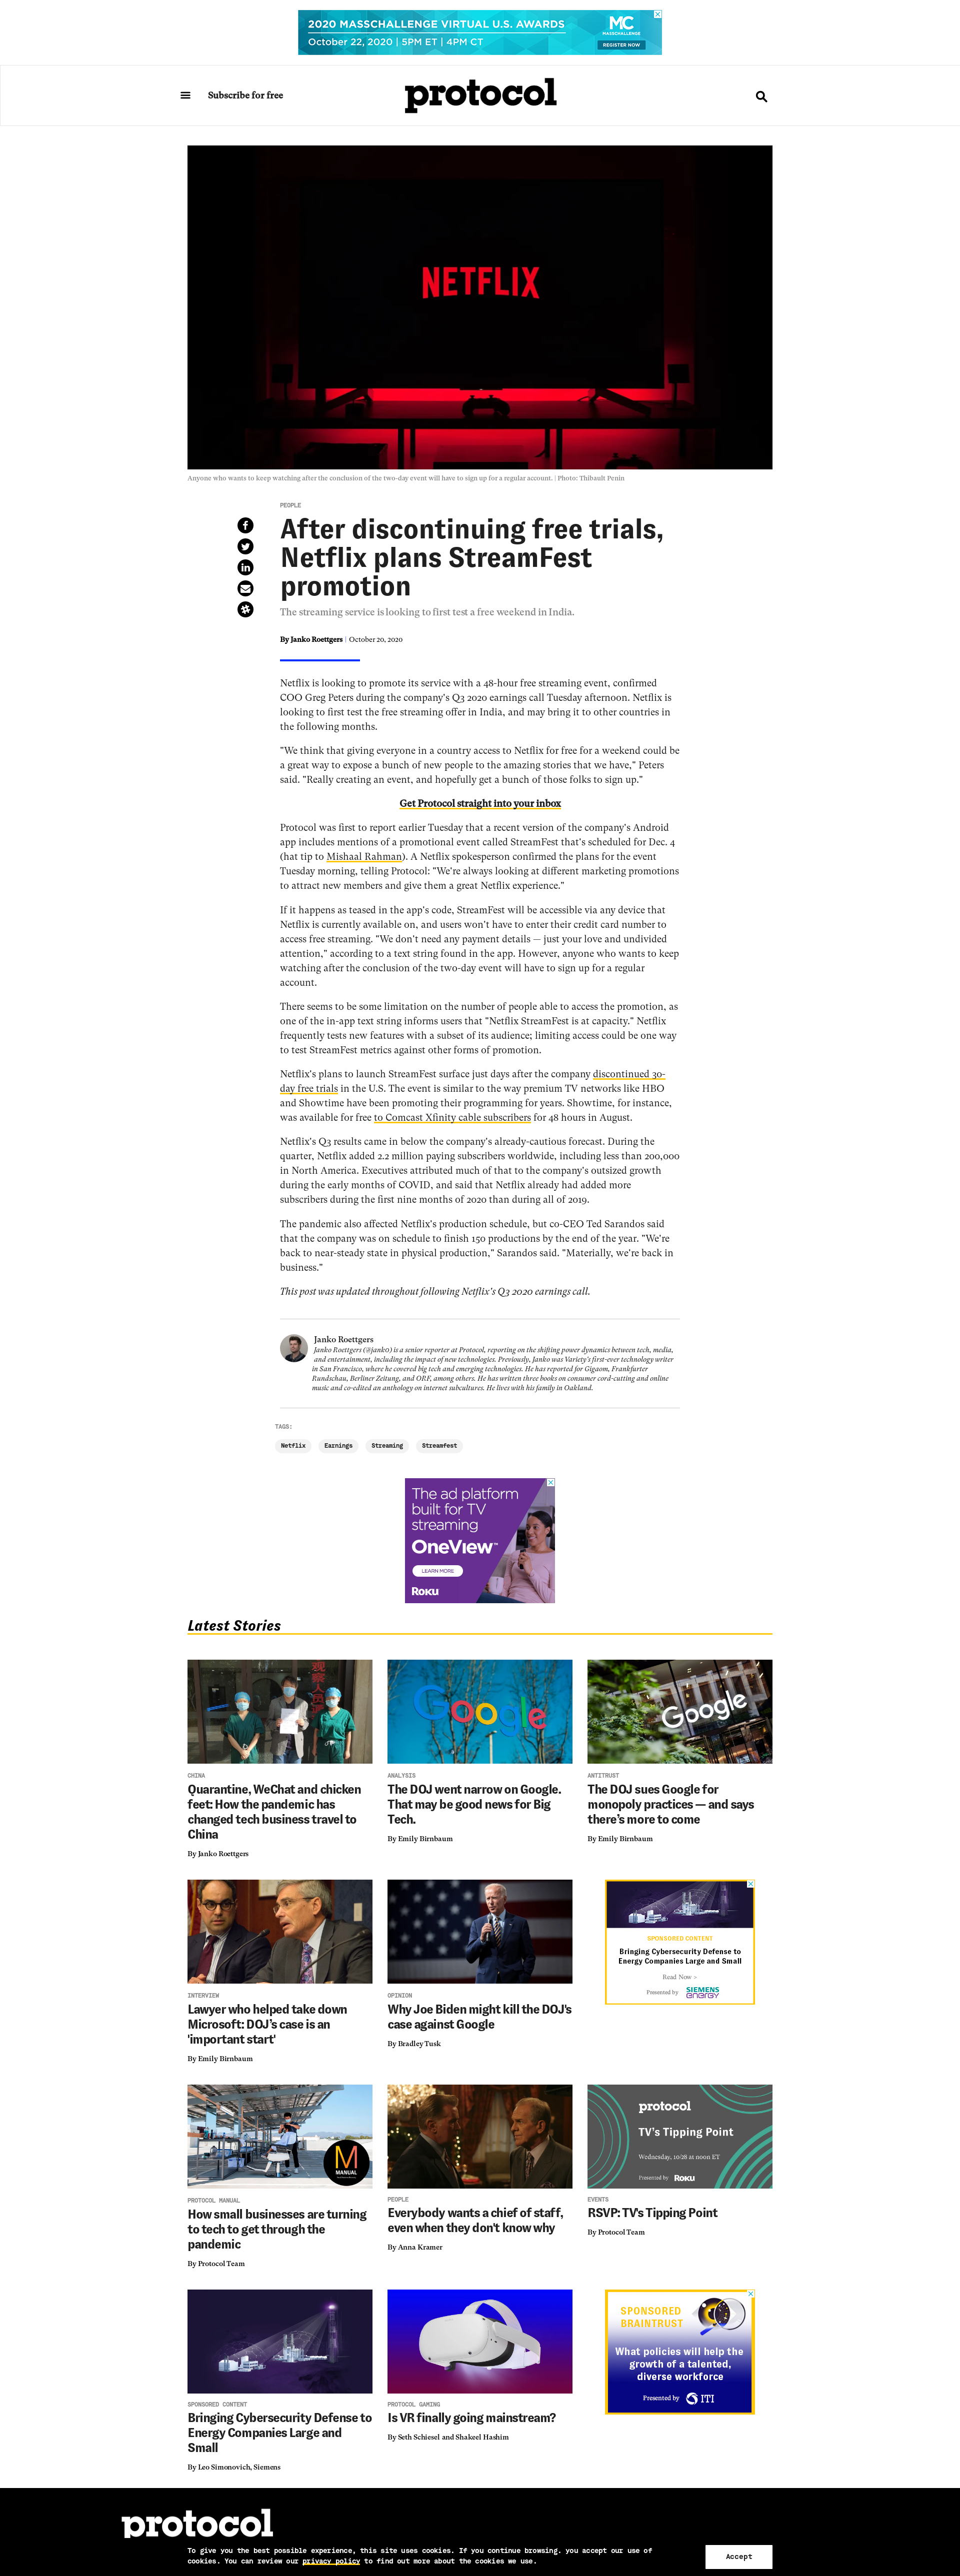 2020 MASSCHALLENGE VIRTUAL U.S. AWARDS
October 22, 2020 | 5PM ET | 4PM CT
MC
MASSCHALLENGE
REGISTER NOW
Subscribe for free
protocol
NETFLIX
Anyone who wants to keep watching after the conclusion of the two-day event will have to sign up for a regular account. | Photo: Thibault Penin
PEOPLE
After discontinuing free trials,
Netflix plans StreamFest
promotion
The streaming service is looking to first test a free weekend in India.
By Janko Roettgers | October 20, 2020
Netflix is looking to promote its service with a 48-hour free streaming event, confirmed
COO Greg Peters during the company's Q3 2020 earnings call Tuesday afternoon. Netflix is
looking to first test the free streaming offer in India, and may bring it to other countries in
the following months.
"We think that giving everyone in a country access to Netflix for free for a weekend could be
a great way to expose a bunch of new people to the amazing stories that we have," Peters
said. "Really creating an event, and hopefully get a bunch of those folks to sign up."
Get Protocol straight into your inbox
Protocol was first to report earlier Tuesday that a recent version of the company's Android
app includes mentions of a promotional event called StreamFest that's scheduled for Dec. 4
(hat tip to Mishaal Rahman). A Netflix spokesperson confirmed the plans for the event
Tuesday morning, telling Protocol: "We're always looking at different marketing promotions
to attract new members and give them a great Netflix experience."
If it happens as teased in the app's code, StreamFest will be accessible via any device that
Netflix is currently available on, and users won't have to enter their credit card number to
access free streaming. "We don't need any payment details — just your love and undivided
attention," according to a text string found in the app. However, anyone who wants to keep
watching after the conclusion of the two-day event will have to sign up for a regular
account.
There seems to be some limitation on the number of people able to access the promotion, as
one of the in-app text string informs users that "Netflix StreamFest is at capacity." Netflix
frequently tests new features with a subset of its audience; limiting access could be one way
to test StreamFest metrics against other forms of promotion.
Netflix's plans to launch StreamFest surface just days after the company discontinued 30-
day free trials in the U.S. The event is similar to the way premium TV networks like HBO
and Showtime have been promoting their programming for years. Showtime, for instance,
was available for free to Comcast Xfinity cable subscribers for 48 hours in August.
Netflix's Q3 results came in below the company's already-cautious forecast. During the
quarter, Netflix added 2.2 million paying subscribers worldwide, including less than 200,000
in North America. Executives attributed much of that to the company's outsized growth
during the early months of COVID, and said that Netflix already had added more
subscribers during the first nine months of 2020 than during all of 2019.
The pandemic also affected Netflix's production schedule, but co-CEO Ted Sarandos said
that the company was on schedule to finish 150 productions by the end of the year. "We're
back to near-steady state in physical production," Sarandos said. "Materially, we're back in
business."
This post was updated throughout following Netflix's Q3 2020 earnings call.
Janko Roettgers
Janko Roettgers (@jank0) is a senior reporter at Protocol, reporting on the shifting power dynamics between tech, media,
and entertainment, including the impact of new technologies. Previously, Janko was Variety's first-ever technology writer
in San Francisco, where he covered big tech and emerging technologies. He has reported for Gigaom, Frankfurter
Rundschau, Berliner Zeitung, and ORF, among others. He has written three books on consumer cord-cutting and online
music and co-edited an anthology on internet subcultures. He lives with his family in Oakland.
TAGS:
Netflix Earnings Streaming Streamfest
The ad platform
built for TV
streaming
OneView™
LEARN MORE
Roku
Latest Stories
Google
Google
CHINA
Quarantine, WeChat and chicken
feet: How the pandemic has
changed tech business travel to
China
By Janko Roettgers
ANALYSIS
The DOJ went narrow on Google.
That may be good news for Big
Tech.
By Emily Birnbaum
ANTITRUST
The DOJ sues Google for
monopoly practices — and says
there's more to come
By Emily Birnbaum
INTERVIEW
Lawyer who helped take down
Microsoft: DOJ's case is an
'important start'
By Emily Birnbaum
OPINION
Why Joe Biden might kill the DOJ's
case against Google
By Bradley Tusk
SPONSORED CONTENT
Bringing Cybersecurity Defense to
Energy Companies Large and Small
Read Now >
Presented by SIEMENS
energy
M
MANUAL
PROTOCOL MANUAL
How small businesses are turning
to tech to get through the
pandemic
By Protocol Team
PEOPLE
Everybody wants a chief of staff,
even when they don't know why
By Anna Kramer
protocol
TV's Tipping Point
Wednesday, 10/28 at noon ET
Presented by Roku
EVENTS
RSVP: TV's Tipping Point
By Protocol Team
SPONSORED CONTENT
Bringing Cybersecurity Defense to
Energy Companies Large and
Small
By Leo Simonovich, Siemens
PROTOCOL GAMING
Is VR finally going mainstream?
By Seth Schiesel and Shakeel Hashim
SPONSORED
BRAINTRUST
What policies will help the
growth of a talented,
diverse workforce
Presented by ITI
protocol
To give you the best possible experience, this site uses cookies. If you continue browsing. you accept our use of
cookies. You can review our privacy policy to find out more about the cookies we use.
Accept